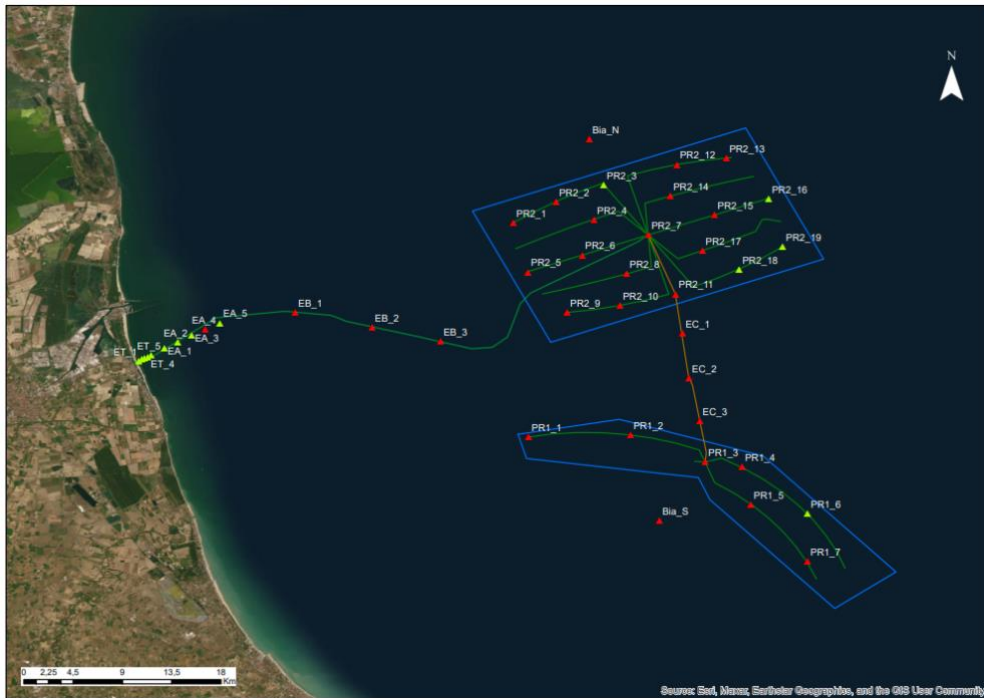 N
Bia_N
PR2_13
PR2_12
PR2_3
PR2_2
PR2_14
PR2_16
PR2_1
PR2_4
PR2_15
PR2_7
PR2_19
PR2_6
PR2_17
PR2_5
PR2_8
PR2_18
PR2_11
PR2_9
PR2_10
EB_1
EA_5
EA_4
EB_2
EC_1
EB_3
EA_2
EA_3
ET_5
EA_1
ET_1
ET_4
EC_2
EC_3
PR1_1
PR1_2
PR1_3
PR1_4
PR1_5
PR1_6
Bia_S
PR1_7
0 2,25 4,5 9 13,5 18
Km
Source: Esri, Maxar, Earthstar Geographics, and the GIS User Community